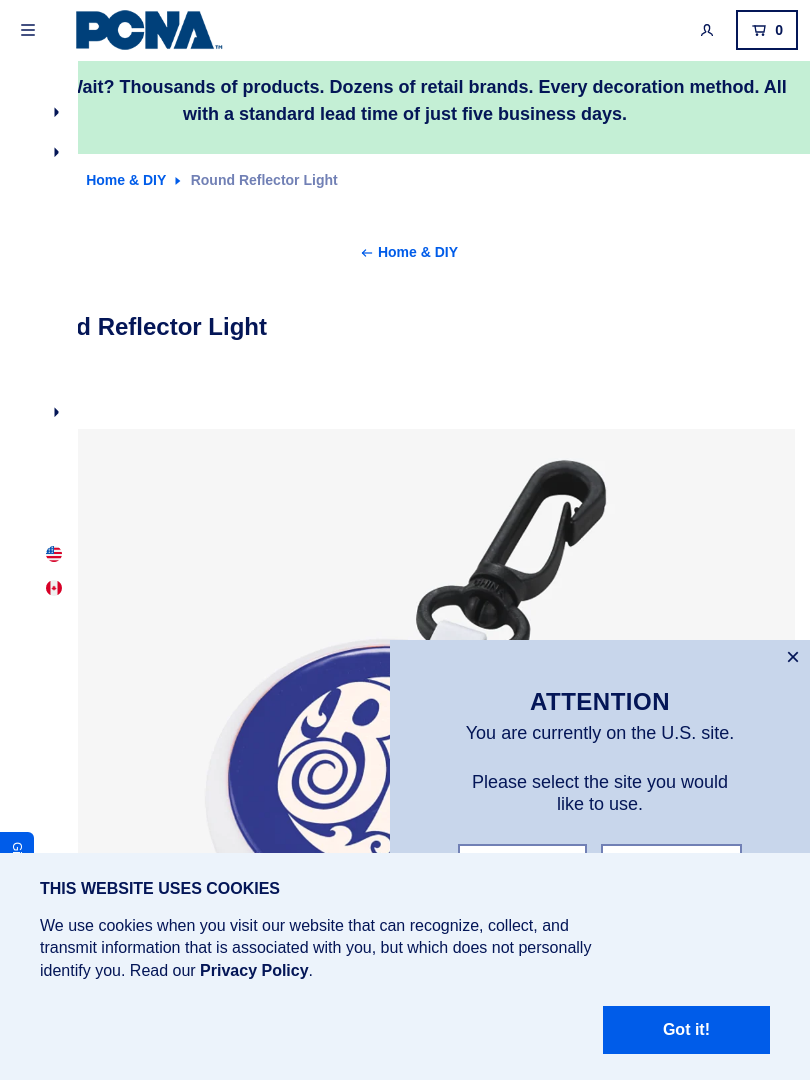 PCNA™
0
Wait? Thousands of products. Dozens of retail brands. Every decoration method. All
with a standard lead time of just five business days.
Home & DIY
Round Reflector Light
Home & DIY
d Reflector Light
ATTENTION
You are currently on the U.S. site.
Please select the site you would
like to use.
THIS WEBSITE USES COOKIES
We use cookies when you visit our website that can recognize, collect, and
transmit information that is associated with you, but which does not personally
identify you. Read our Privacy Policy.
Got it!